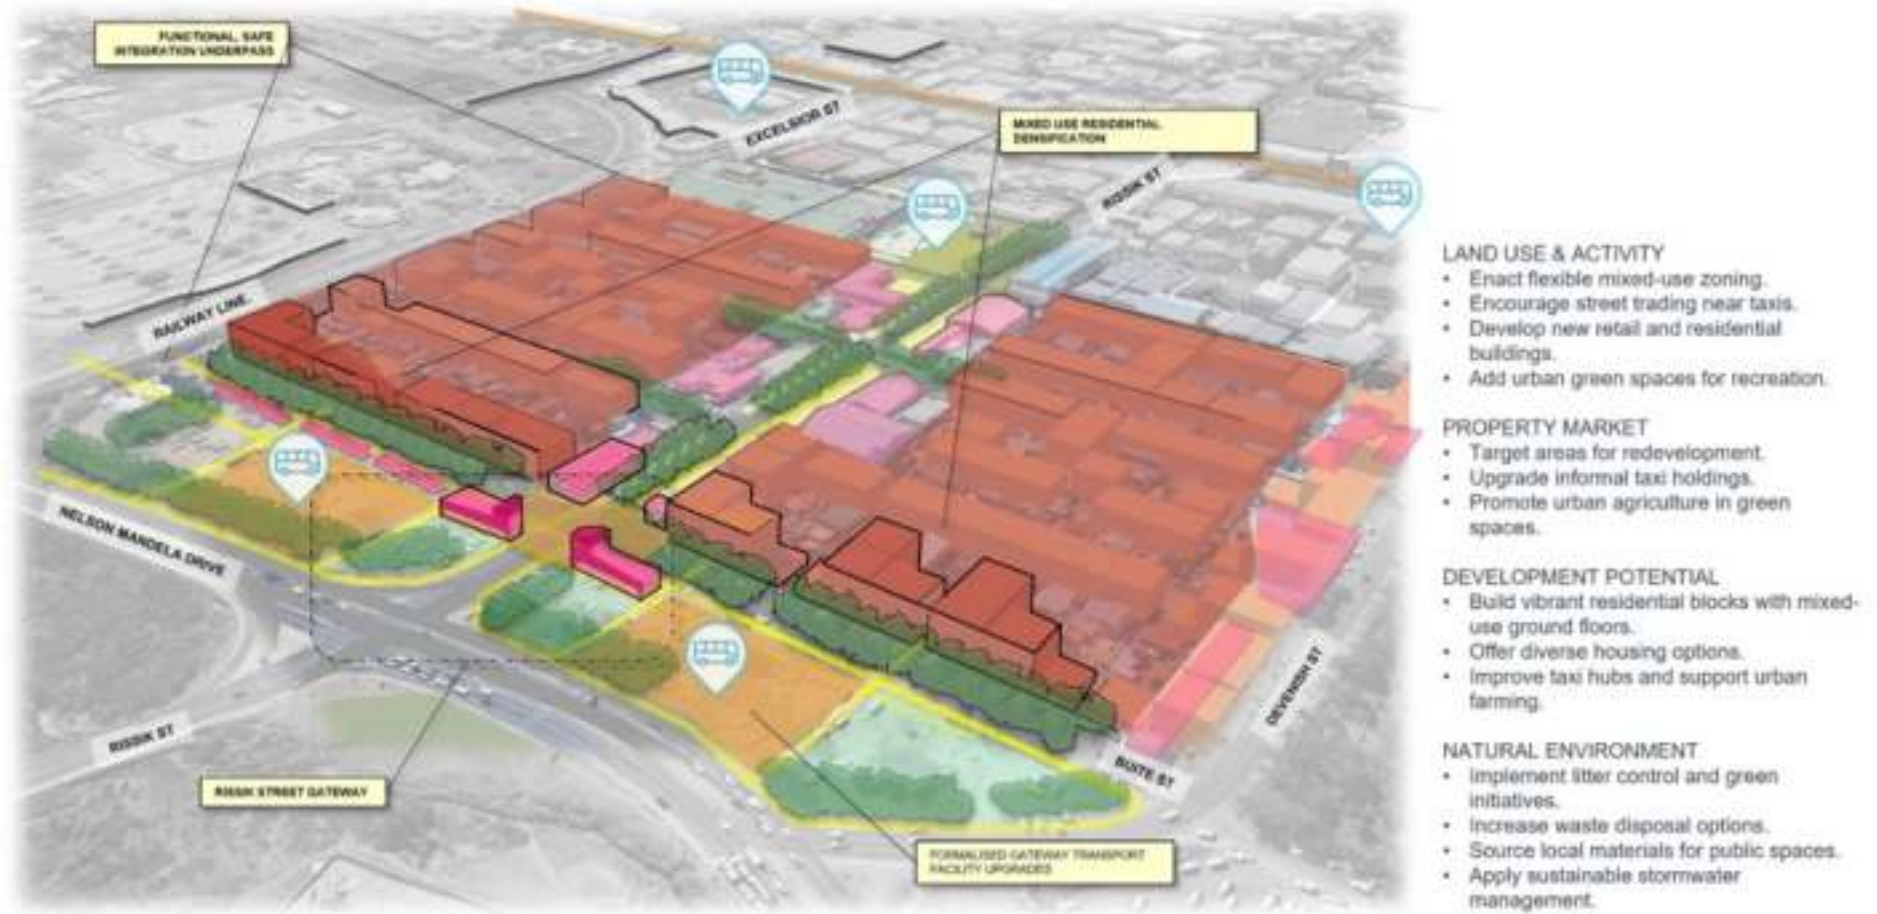 FUNCTIONAL, SAFE
INTEGRATION UNDERPASS
EXCELSIOR ST
MIXED USE RESIDENTIAL
DENSIFICATION
RISSIK ST
RAILWAY LINE
NELSON MANDELA DRIVE
RISSIK ST
RISSIK STREET GATEWAY
DEVENISH ST
SUITE ST
FORMALISED GATEWAY TRANSPORT
FACILITY UPGRADES
LAND USE & ACTIVITY
• Enact flexible mixed-use zoning.
• Encourage street trading near taxis.
• Develop new retail and residential
buildings.
• Add urban green spaces for recreation.
PROPERTY MARKET
• Target areas for redevelopment.
• Upgrade informal taxi holdings.
• Promote urban agriculture in green
spaces.
DEVELOPMENT POTENTIAL
• Build vibrant residential blocks with mixed-
use ground floors.
• Offer diverse housing options.
• Improve taxi hubs and support urban
farming.
NATURAL ENVIRONMENT
• Implement litter control and green
initiatives.
• Increase waste disposal options.
• Source local materials for public spaces.
• Apply sustainable stormwater
management.